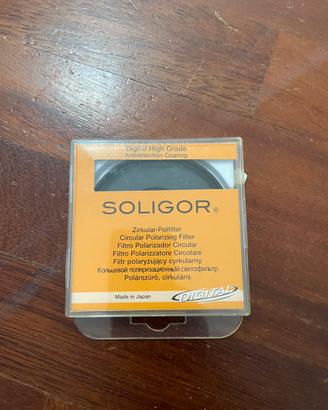 Digital High Grade
Antireflection Coating
SOLIGOR®
Zirkular-Polfilter
Circular Polarizing Filter
Filtro Polarizador Circular
Filtro Polarizzatore Circolare
Filtr polaryzujący cyrkularny
Кольцевой поляризационный светофильтр
Polárszűrő, cirkuláris
Made in Japan
DIGITAL